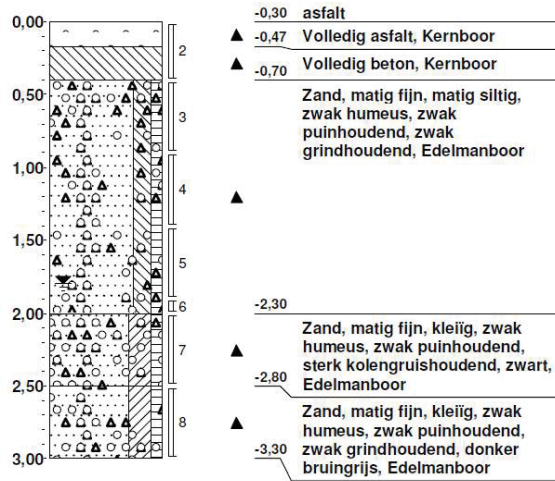 0,00
0,50
1,00
1,50
2,00
2,50
3,00
2
3
4
5
6
7
8
-0,30 asfalt
-0,47 Volledig asfalt, Kernboor
-0,70 Volledig beton, Kernboor
Zand, matig fijn, matig siltig,
zwak humeus, zwak
puinhoudend, zwak
grindhoudend, Edelmanboor
-2,30
Zand, matig fijn, kleiïg, zwak
humeus, zwak puinhoudend,
sterk kolengruishoudend, zwart,
-2,80 Edelmanboor
Zand, matig fijn, kleiïg, zwak
humeus, zwak puinhoudend,
zwak grindhoudend, donker
-3,30 bruingrijs, Edelmanboor